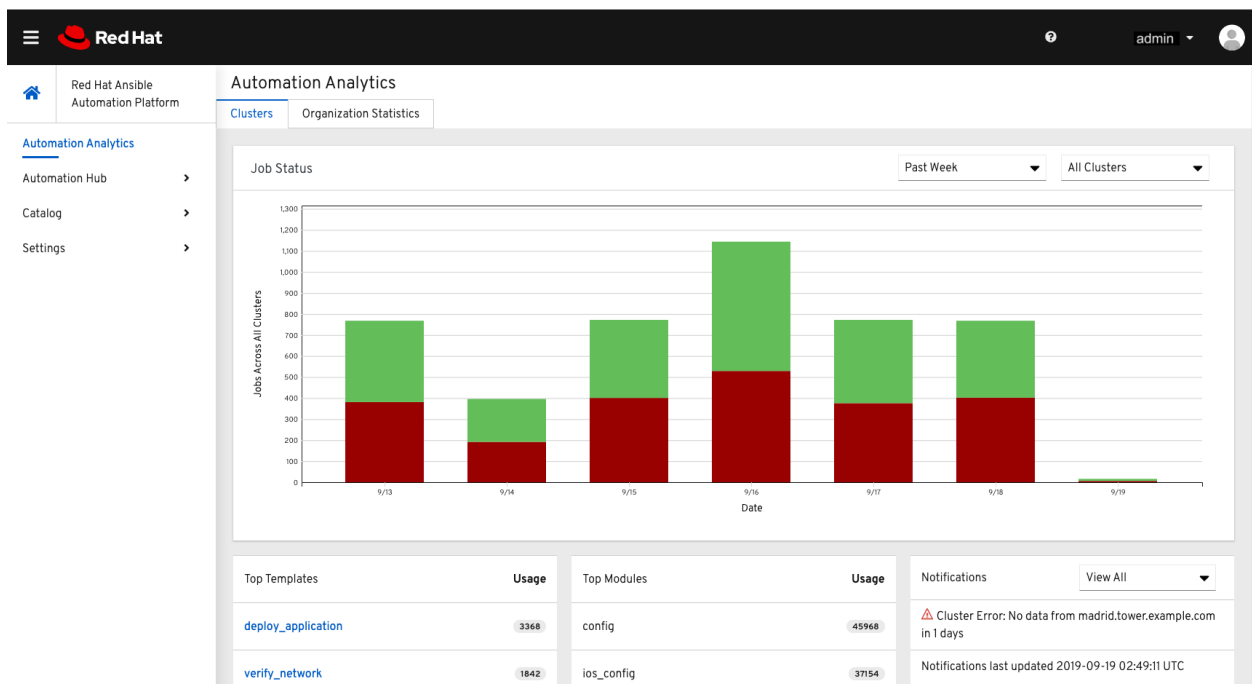 Red Hat
admin
Red Hat Ansible
Automation Platform
Automation Analytics
Automation Hub
Catalog
Settings
Automation Analytics
Clusters
Organization Statistics
Job Status
Past Week
All Clusters
Jobs Across All Clusters
1,300
1,200
1,100
1,000
900
800
700
600
500
400
300
200
100
0
9/13
9/14
9/15
9/16
9/17
9/18
9/19
Date
Top Templates Usage
deploy_application 3368
verify_network 1842
Top Modules Usage
config 45968
ios_config 37154
Notifications
View All
Cluster Error: No data from madrid.tower.example.com
in 1 days
Notifications last updated 2019-09-19 02:49:11 UTC